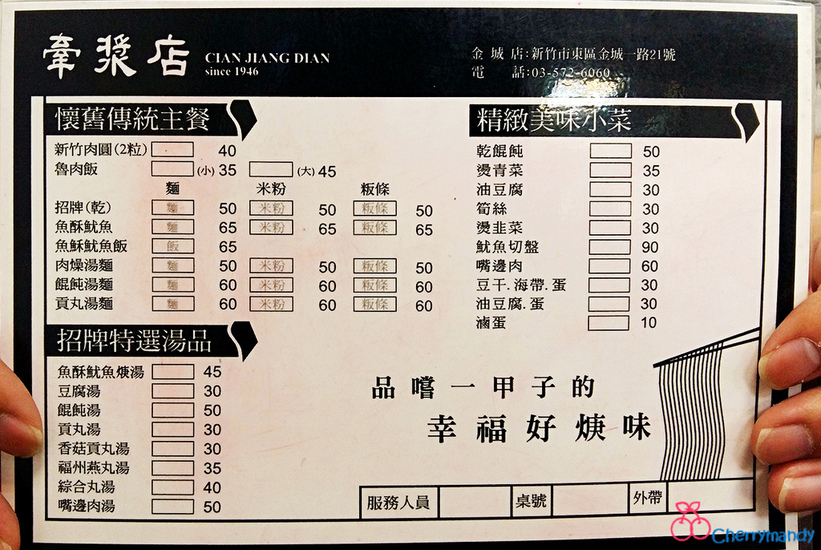 牽漿店 CIAN JIANG DIAN
since 1946
金城店:新竹市東區金城一路21號
電 話:03-572-6060
懷舊傳統主餐
新竹肉圓(2粒) 40
魯肉飯 (小)35 (大)45
麵 米粉 粄條
招牌(乾) 麵 50 米粉 50 粄條 50
魚酥魷魚 麵 65 米粉 65 粄條 65
魚酥魷魚飯 飯 65
肉燥湯麵 麵 50 米粉 50 粄條 50
餛飩湯麵 麵 60 米粉 60 粄條 60
貢丸湯麵 麵 60 米粉 60 粄條 60
招牌特選湯品
魚酥魷魚焿湯 45
豆腐湯 30
餛飩湯 50
貢丸湯 30
香菇貢丸湯 30
福州燕丸湯 35
綜合丸湯 40
嘴邊肉湯 50
精緻美味小菜
乾餛飩 50
燙青菜 35
油豆腐 30
筍絲 30
燙韭菜 30
魷魚切盤 90
嘴邊肉 60
豆干.海帶.蛋 30
油豆腐.蛋 30
滷蛋 10
品嚐一甲子的
幸福好焿味
服務人員 桌號 外帶
Cherrymandy